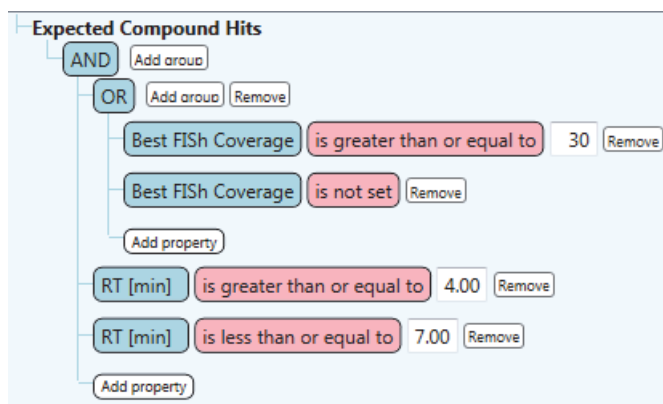 Expected Compound Hits
AND Add group
OR Add group Remove
Best FISh Coverage is greater than or equal to 30 Remove
Best FISh Coverage is not set Remove
Add property
RT [min] is greater than or equal to 4.00 Remove
RT [min] is less than or equal to 7.00 Remove
Add property